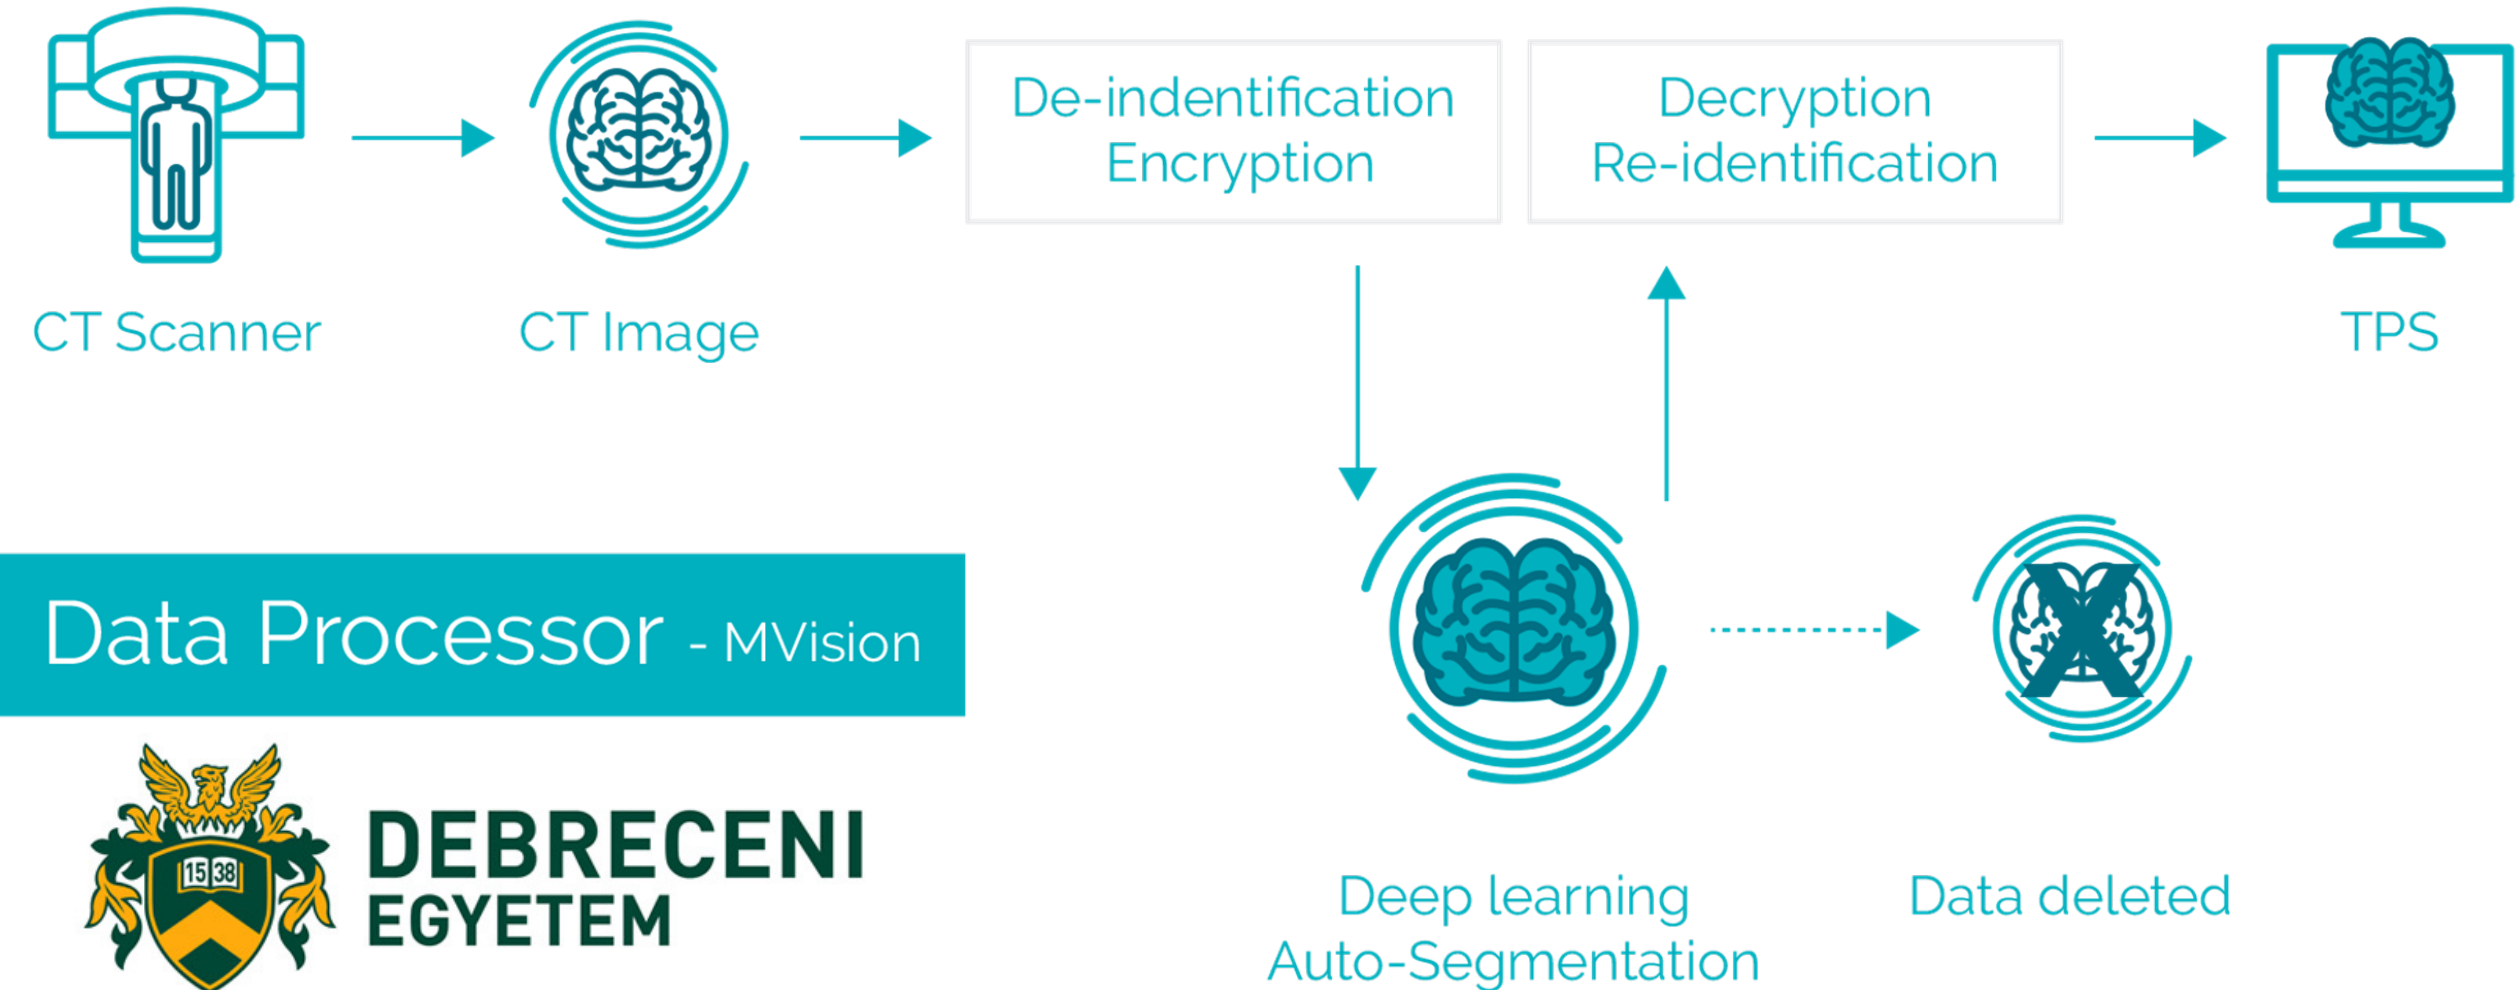 De-indentification
Encryption
Decryption
Re-identification
CT Scanner
CT Image
TPS
Data Processor - MVision
15 38
DEBRECENI
EGYETEM
Deep learning
Auto-Segmentation
X
Data deleted